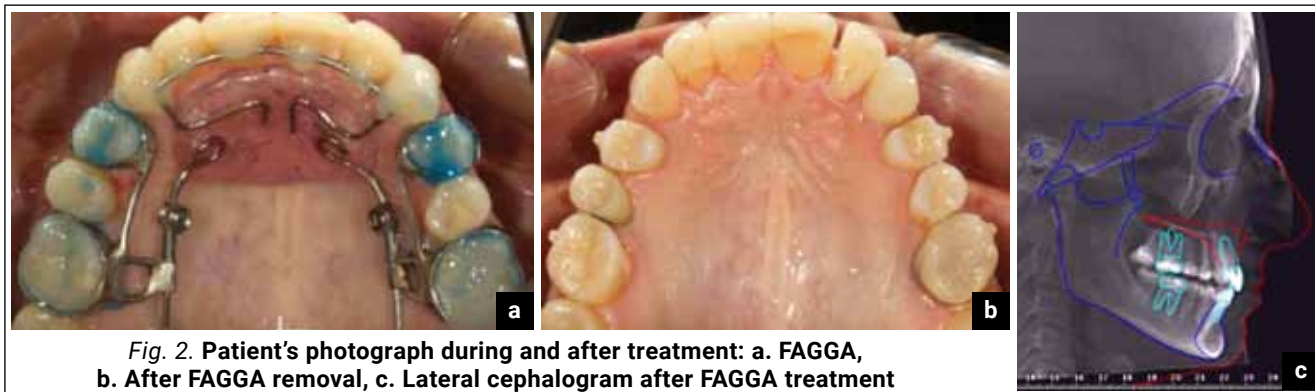 a
b
c
Fig. 2. Patient's photograph during and after treatment: a. FAGGA,
b. After FAGGA removal, c. Lateral cephalogram after FAGGA treatment